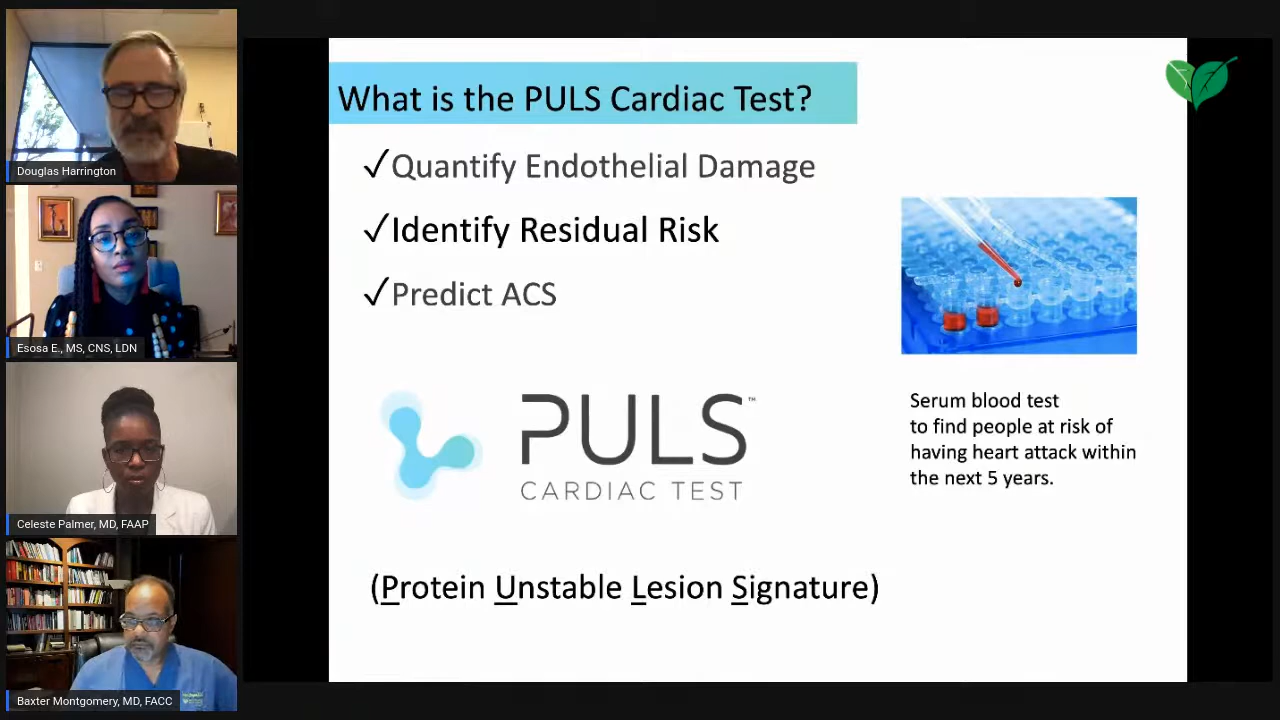 Douglas Harrington
Esosa E., MS, CNS, LDN
Celeste Palmer, MD, FAAP
Baxter Montgomery, MD, FACC
What is the PULS Cardiac Test?
✓Quantify Endothelial Damage
✓Identify Residual Risk
✓Predict ACS
PULS™
CARDIAC TEST
(Protein Unstable Lesion Signature)
Serum blood test
to find people at risk of
having heart attack within
the next 5 years.